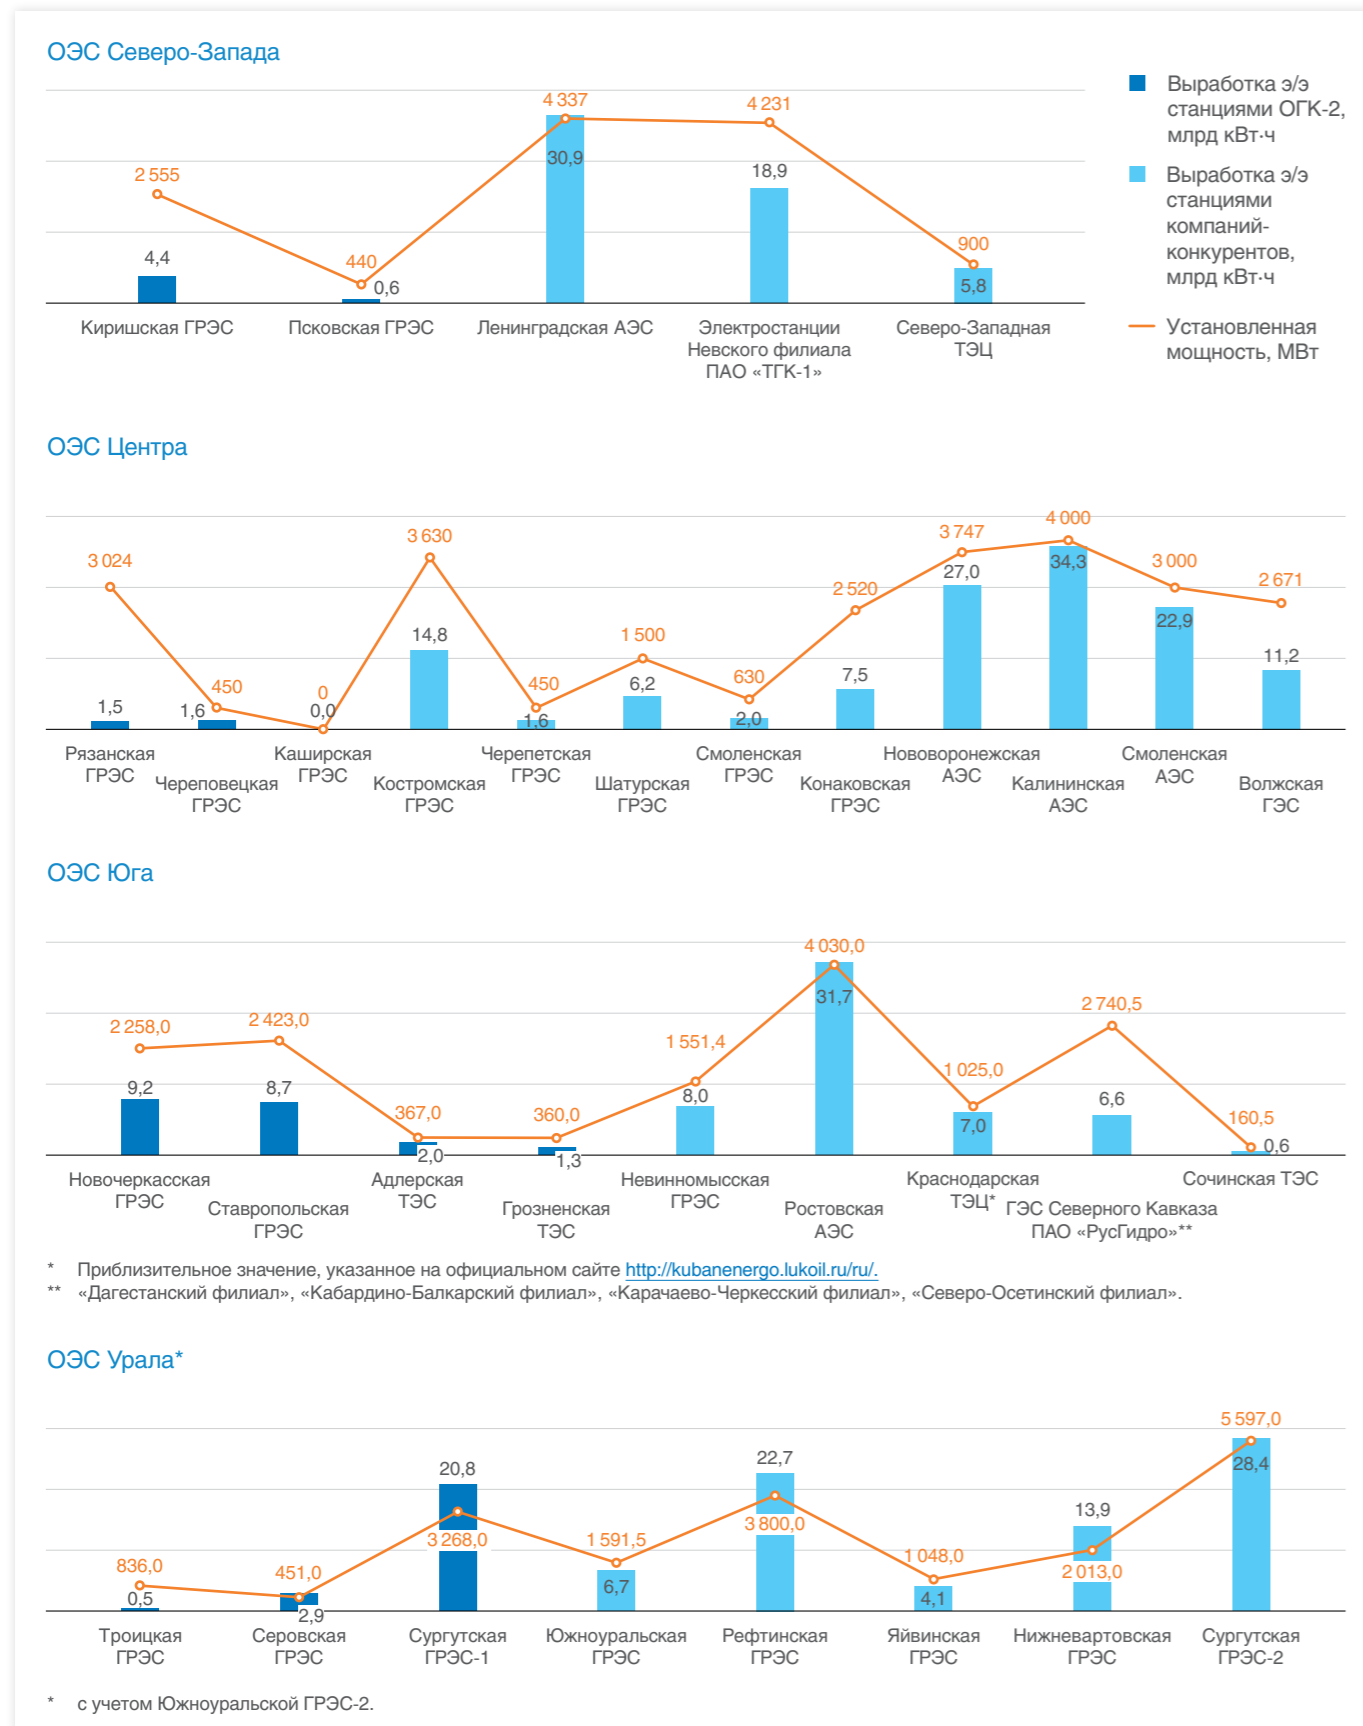 ОЭС Северо-Запада
4 337
4 231
2 555
30,9
18,9
4,4
440
0,6
900
5,8
Киришская ГРЭС
Псковская ГРЭС
Ленинградская АЭС
Электростанции
Невского филиала
ПАО «ТГК-1»
Северо-Западная
ТЭЦ
Выработка э/э
станциями ОГК-2,
млрд кВт·ч
Выработка э/э
станциями
компаний-
конкурентов,
млрд кВт·ч
Установленная
мощность, МВт
ОЭС Центра
3 024
1,5
450
1,6
0
0,0
3 630
14,8
450
1,6
1 500
6,2
630
2,0
2 520
7,5
3 747
27,0
4 000
34,3
3 000
22,9
2 671
11,2
Рязанская
ГРЭС
Череповецкая
ГРЭС
Каширская
ГРЭС
Костромская
ГРЭС
Черепетская
ГРЭС
Шатурская
ГРЭС
Смоленская
ГРЭС
Конаковская
ГРЭС
Нововоронежская
АЭС
Калининская
АЭС
Смоленская
АЭС
Волжская
ГЭС
ОЭС Юга
2 258,0
9,2
2 423,0
8,7
367,0
2,0
360,0
1,3
1 551,4
8,0
4 030,0
31,7
1 025,0
7,0
2 740,5
6,6
160,5
0,6
Новочеркасская
ГРЭС
Ставропольская
ГРЭС
Адлерская
ТЭС
Грозненская
ТЭС
Невинномысская
ГРЭС
Ростовская
АЭС
Краснодарская
ТЭЦ*
ГЭС Северного Кавказа
ПАО «РусГидро»**
Сочинская ТЭС
* Приблизительное значение, указанное на официальном сайте http://kubanenergo.lukoil.ru/ru/.
** «Дагестанский филиал», «Кабардино-Балкарский филиал», «Карачаево-Черкесский филиал», «Северо-Осетинский филиал».
ОЭС Урала*
836,0
0,5
451,0
2,9
20,8
3 268,0
1 591,5
6,7
22,7
3 800,0
1 048,0
4,1
13,9
2 013,0
5 597,0
28,4
Троицкая
ГРЭС
Серовская
ГРЭС
Сургутская
ГРЭС-1
Южноуральская
ГРЭС
Рефтинская
ГРЭС
Яйвинская
ГРЭС
Нижневартовская
ГРЭС
Сургутская
ГРЭС-2
* с учетом Южноуральской ГРЭС-2.